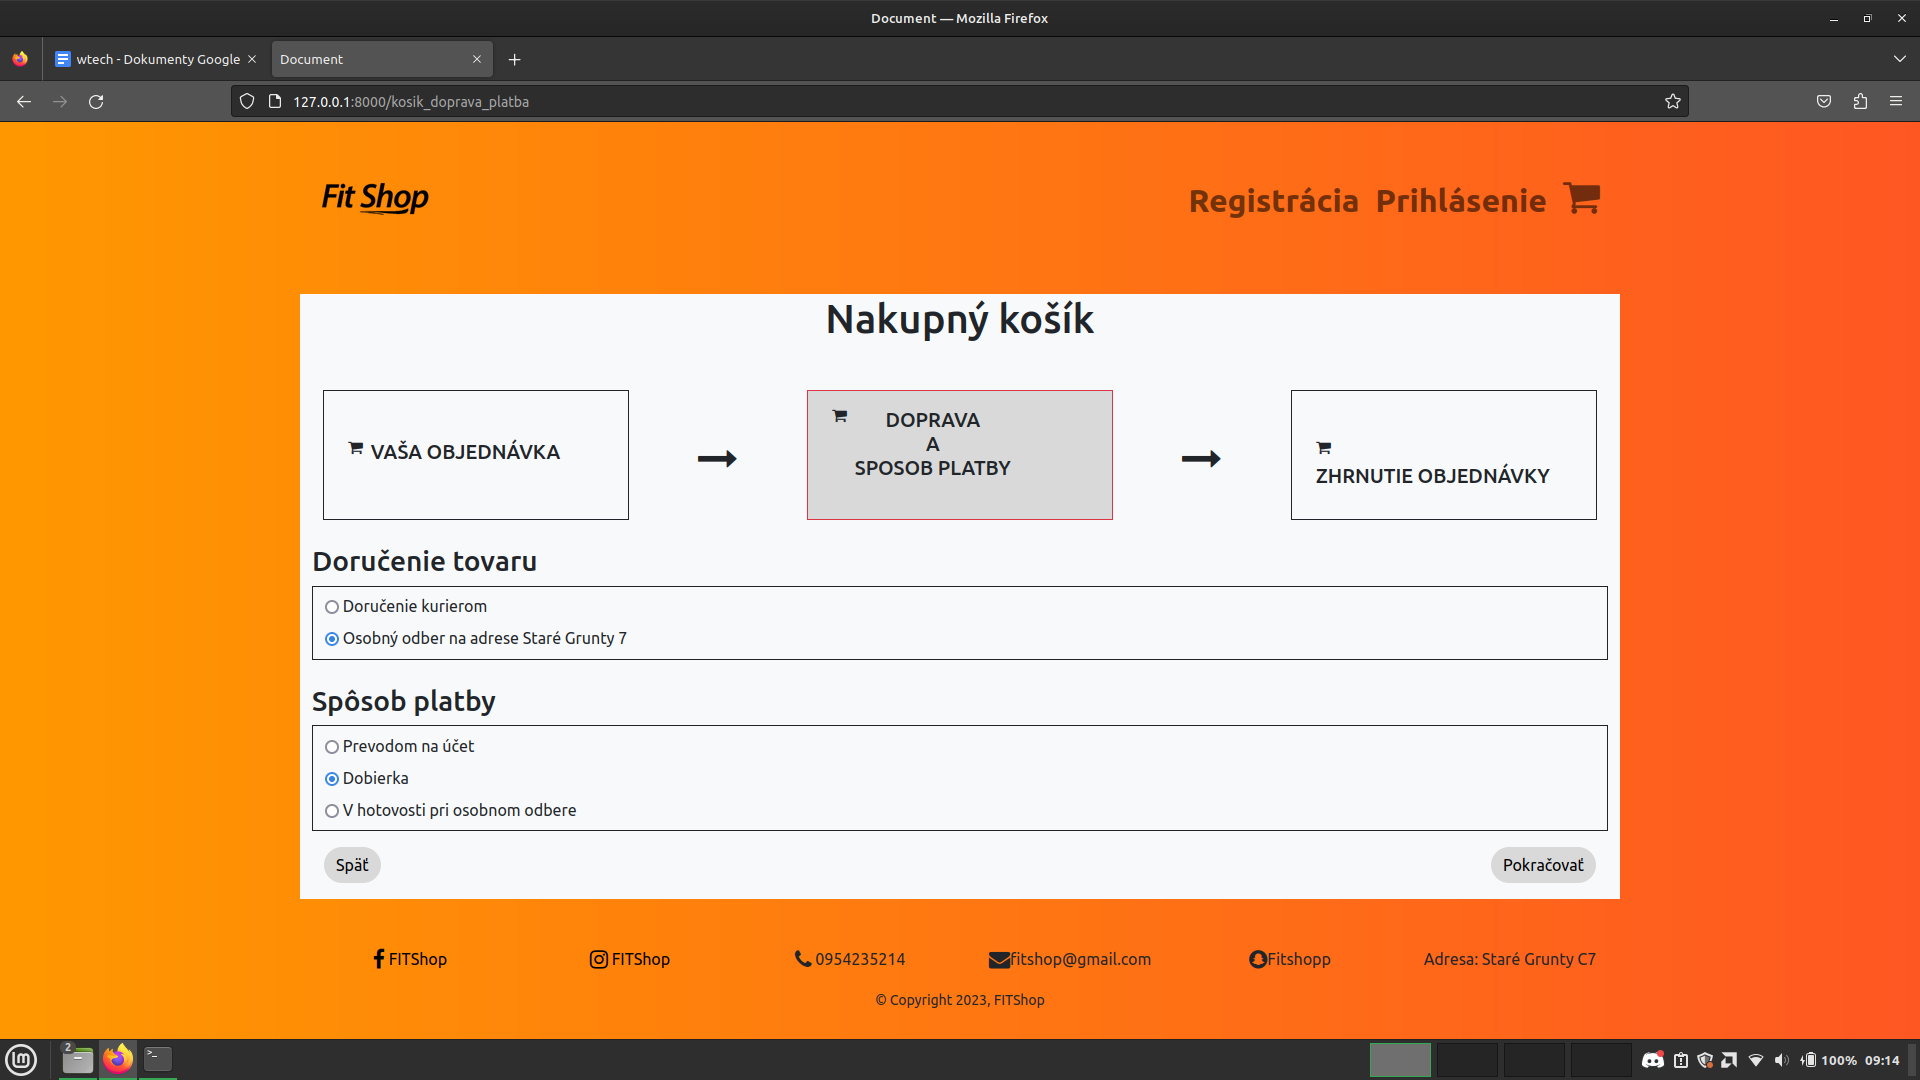 Document — Mozilla Firefox
wtech - Dokumenty Google
Document
127.0.0.1:8000/kosik_doprava_platba
Fit Shop
Registrácia Prihlásenie
Nakupný košík
VAŠA OBJEDNÁVKA
DOPRAVA
A
SPOSOB PLATBY
ZHRNUTIE OBJEDNÁVKY
Doručenie tovaru
Doručenie kurierom
Osobný odber na adrese Staré Grunty 7
Spôsob platby
Prevodom na účet
Dobierka
V hotovosti pri osobnom odbere
Späť
Pokračovať
FITShop
FITShop
0954235214
fitshop@gmail.com
Fitshopp
Adresa: Staré Grunty C7
© Copyright 2023, FITShop
2
100% 09:14